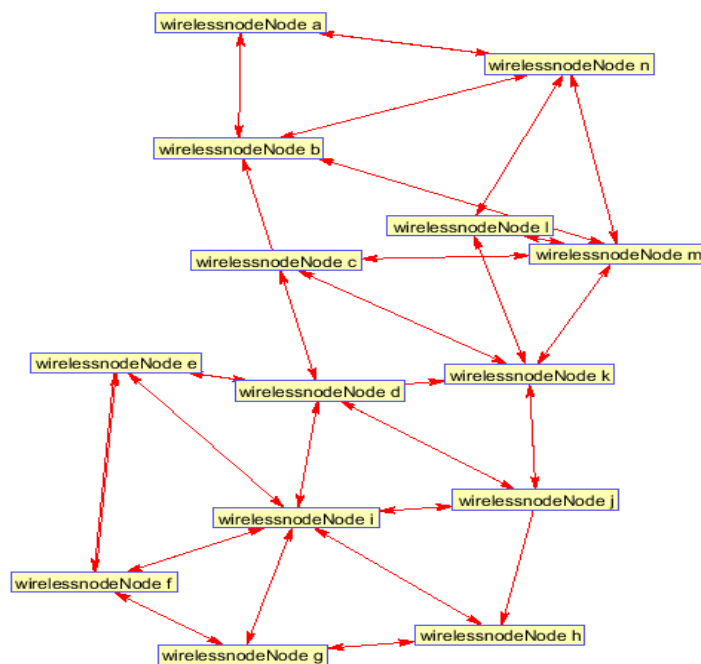 wirelessnodeNode a
wirelessnodeNode n
wirelessnodeNode b
wirelessnodeNode l
wirelessnodeNode m
wirelessnodeNode c
wirelessnodeNode e
wirelessnodeNode d
wirelessnodeNode k
wirelessnodeNode j
wirelessnodeNode i
wirelessnodeNode f
wirelessnodeNode h
wirelessnodeNode g